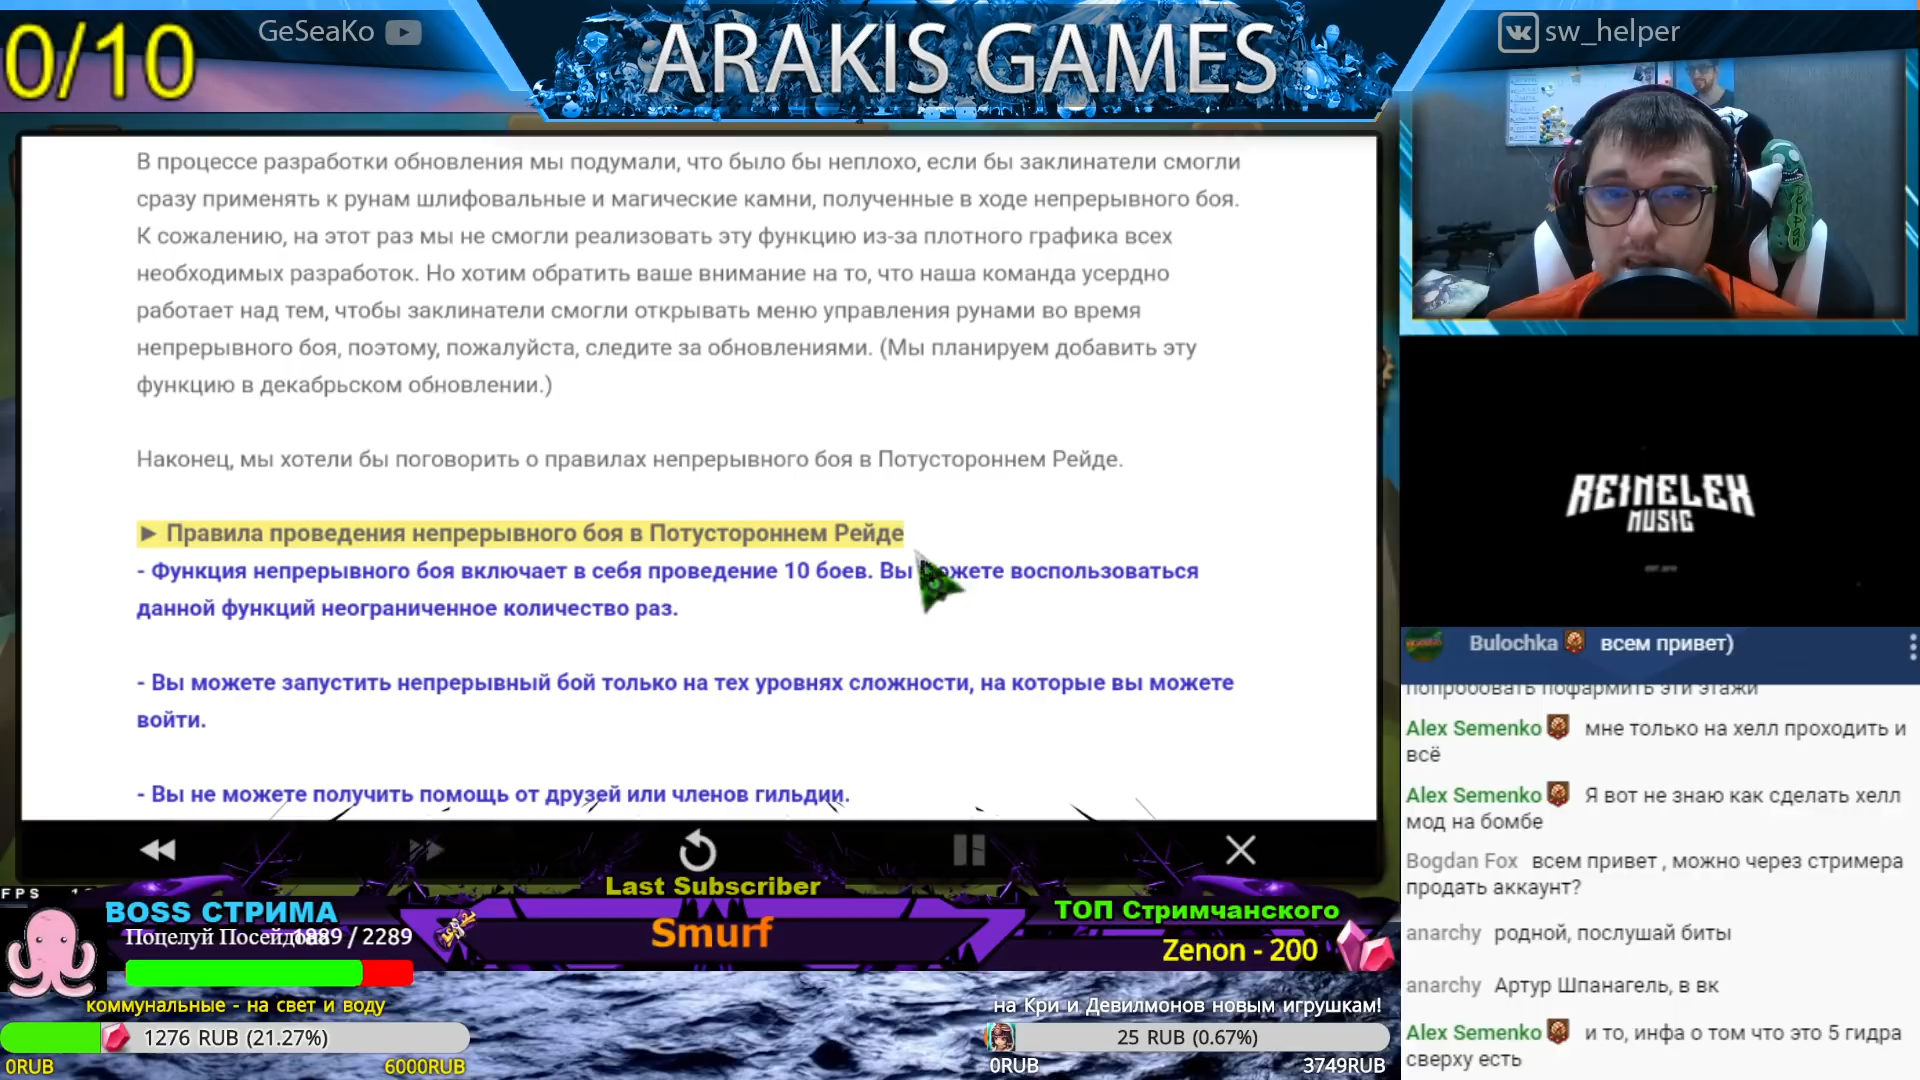 0/10
GeSeaKo
ARAKIS GAMES
sw_helper
В процессе разработки обновления мы подумали, что было бы неплохо, если бы заклинатели смогли
сразу применять к рунам шлифовальные и магические камни, полученные в ходе непрерывного боя.
К сожалению, на этот раз мы не смогли реализовать эту функцию из-за плотного графика всех
необходимых разработок. Но хотим обратить ваше внимание на то, что наша команда усердно
работает над тем, чтобы заклинатели смогли открывать меню управления рунами во время
непрерывного боя, поэтому, пожалуйста, следите за обновлениями. (Мы планируем добавить эту
функцию в декабрьском обновлении.)
Наконец, мы хотели бы поговорить о правилах непрерывного боя в Потустороннем Рейде.
► Правила проведения непрерывного боя в Потустороннем Рейде
- Функция непрерывного боя включает в себя проведение 10 боев. Вы можете воспользоваться
данной функций неограниченное количество раз.
- Вы можете запустить непрерывный бой только на тех уровнях сложности, на которые вы можете
войти.
- Вы не можете получить помощь от друзей или членов гильдии.
REINELEX
MUSIC
Bulochka всем привет)
попробовать пофармить эти этажи
Alex Semenko мне только на хелл проходить и
всё
Alex Semenko Я вот не знаю как сделать хелл
мод на бомбе
Bogdan Fox всем привет , можно через стримера
продать аккаунт?
anarchy родной, послушай биты
anarchy Артур Шпанагель, в вк
Alex Semenko и то, инфа о том что это 5 гидра
сверху есть
FPS
BOSS СТРИМА
Поцелуй Посейдона 1889 / 2289
коммунальные - на свет и воду
1276 RUB (21.27%)
0RUB
6000RUB
Last Subscriber
Smurf
ТОП Стримчанского
Zenon - 200
на Кри и Девилмонов новым игрушкам!
25 RUB (0.67%)
0RUB
3749RUB